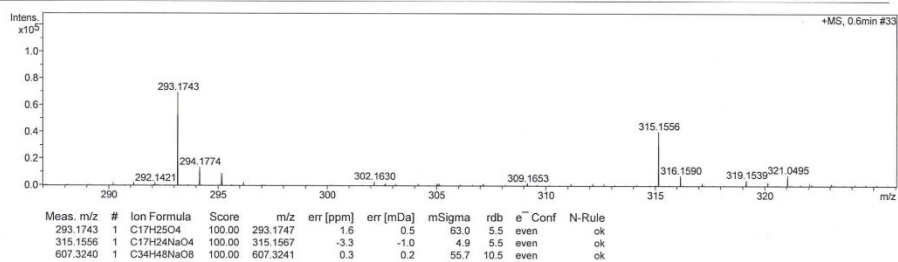 Intens.
x10⁵
+MS, 0.6min #33
1.0
0.8
0.6
0.4
0.2
0.0
293.1743
292.1421
294.1774
302.1630
309.1653
315.1556
316.1590
319.1539
321.0495
290 295 300 305 310 315 320 m/z
Meas. m/z # Ion Formula Score m/z err [ppm] err [mDa] mSigma rdb e⁻ Conf N-Rule
293.1743 1 C17H25O4 100.00 293.1747 1.6 0.5 63.0 5.5 even ok
315.1556 1 C17H24NaO4 100.00 315.1567 -3.3 -1.0 4.9 5.5 even ok
607.3240 1 C34H48NaO8 100.00 607.3241 0.3 0.2 55.7 10.5 even ok